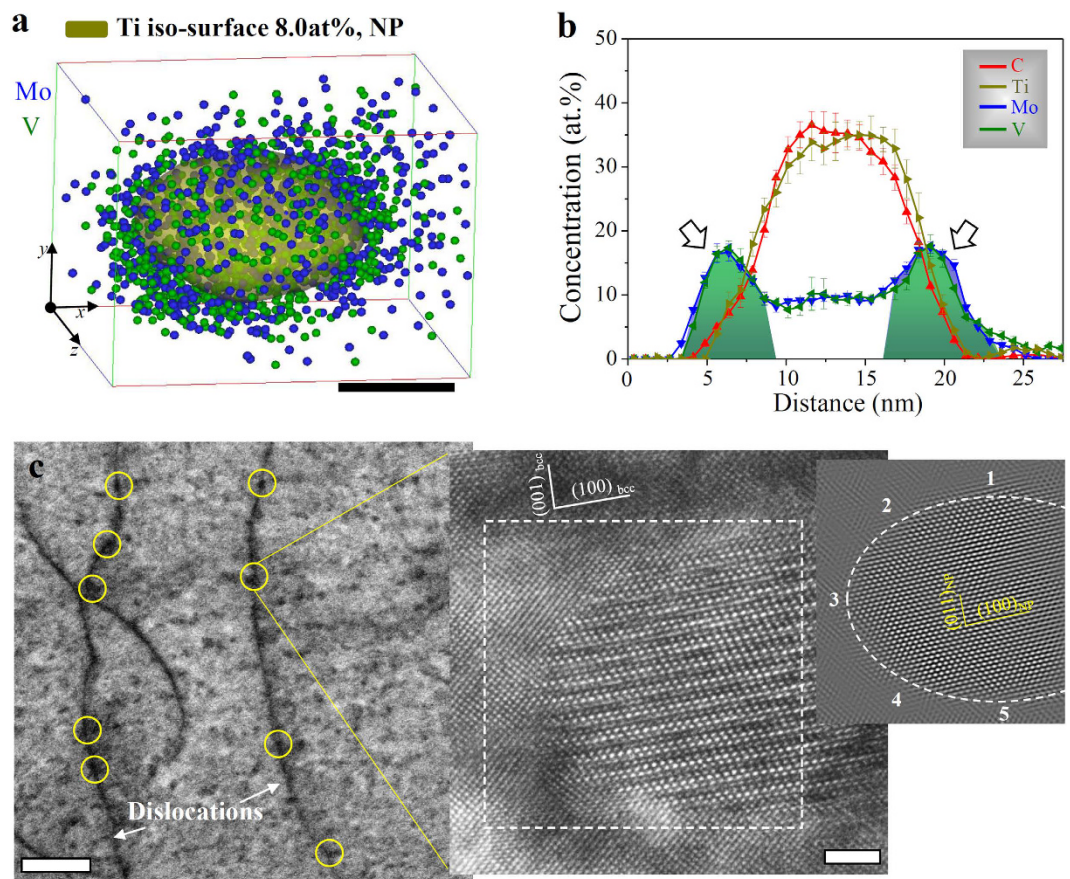 a
Ti iso-surface 8.0at%, NP
Mo
V
y
x
z
b
50
40
30
20
10
0
0
5
10
15
20
25
Concentration (at.%)
Distance (nm)
C
Ti
Mo
V
c
Dislocations
(001) bcc
(100) bcc
1
2
3
4
5
(011)NP
(100)NP